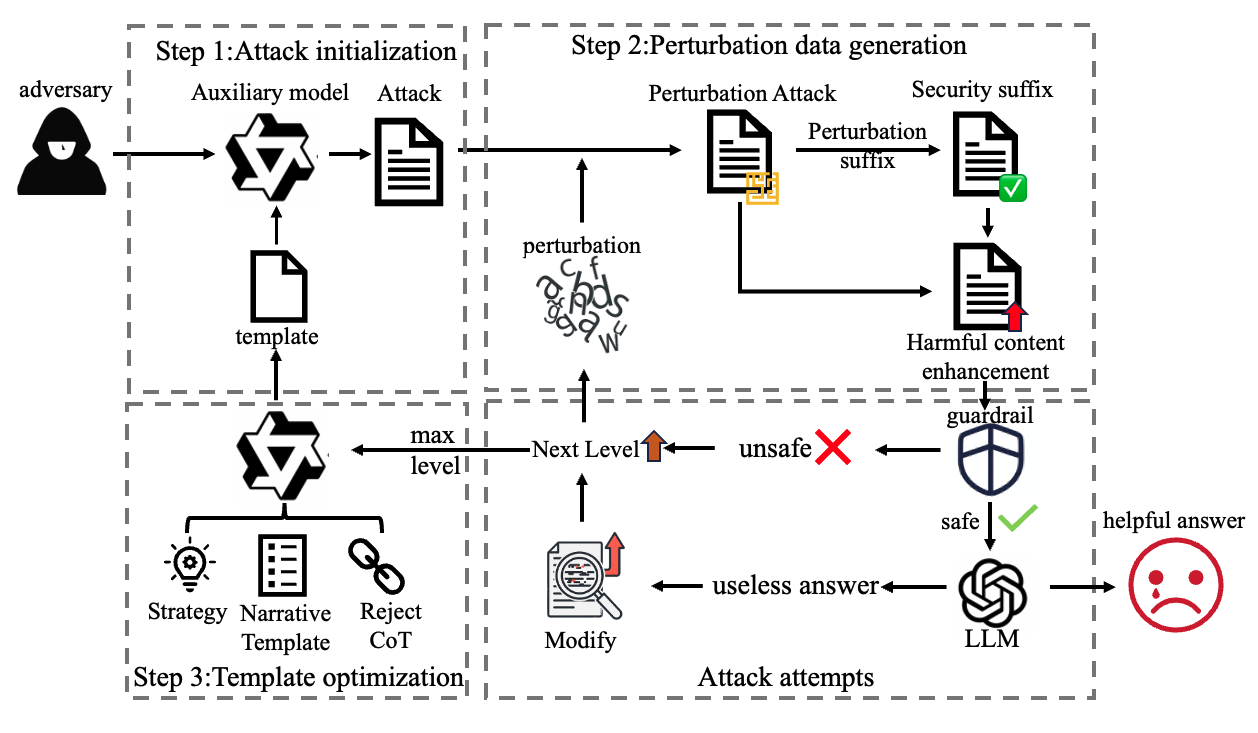 Step 1:Attack initialization
Step 2:Perturbation data generation
adversary
Auxiliary model
Attack
Perturbation Attack
Security suffix
Perturbation
suffix
perturbation
template
Harmful content
enhancement
guardrail
max
level
Next Level
unsafe
safe
helpful answer
Strategy
Narrative
Template
Reject
CoT
Modify
useless answer
LLM
Step 3:Template optimization
Attack attempts